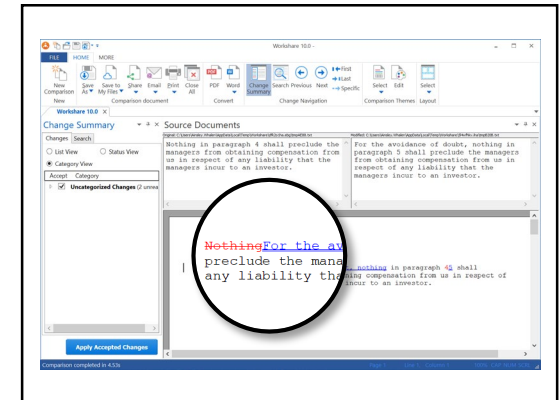 Workshare 10.0 -
FILE HOME MORE
New Comparison
Save As
Save to My Files
Share
Email
Print
Close All
PDF
Word
Change Summary
Search
Previous
Next
First
Last
Specific
Select
Edit
Select
New
Comparison document
Convert
Change Navigation
Comparison Themes
Layout
Workshare 10.0 ×
Change Summary
Source Documents
Changes Search
List View Status View
Category View
Accept Category
Uncategorized Changes (2 unrea
Nothing in paragraph 4 shall preclude the
managers from obtaining compensation from
us in respect of any liability that the
managers incur to an investor.
For the avoidance of doubt, nothing in
paragraph 5 shall preclude the managers
from obtaining compensation from us in
respect of any liability that the
managers incur to an investor.
NothingFor the av
preclude the mana
any liability tha
, nothing in paragraph 45 shall
ning compensation from us in respect of
incur to an investor.
Apply Accepted Changes
Comparison completed in 4.53s